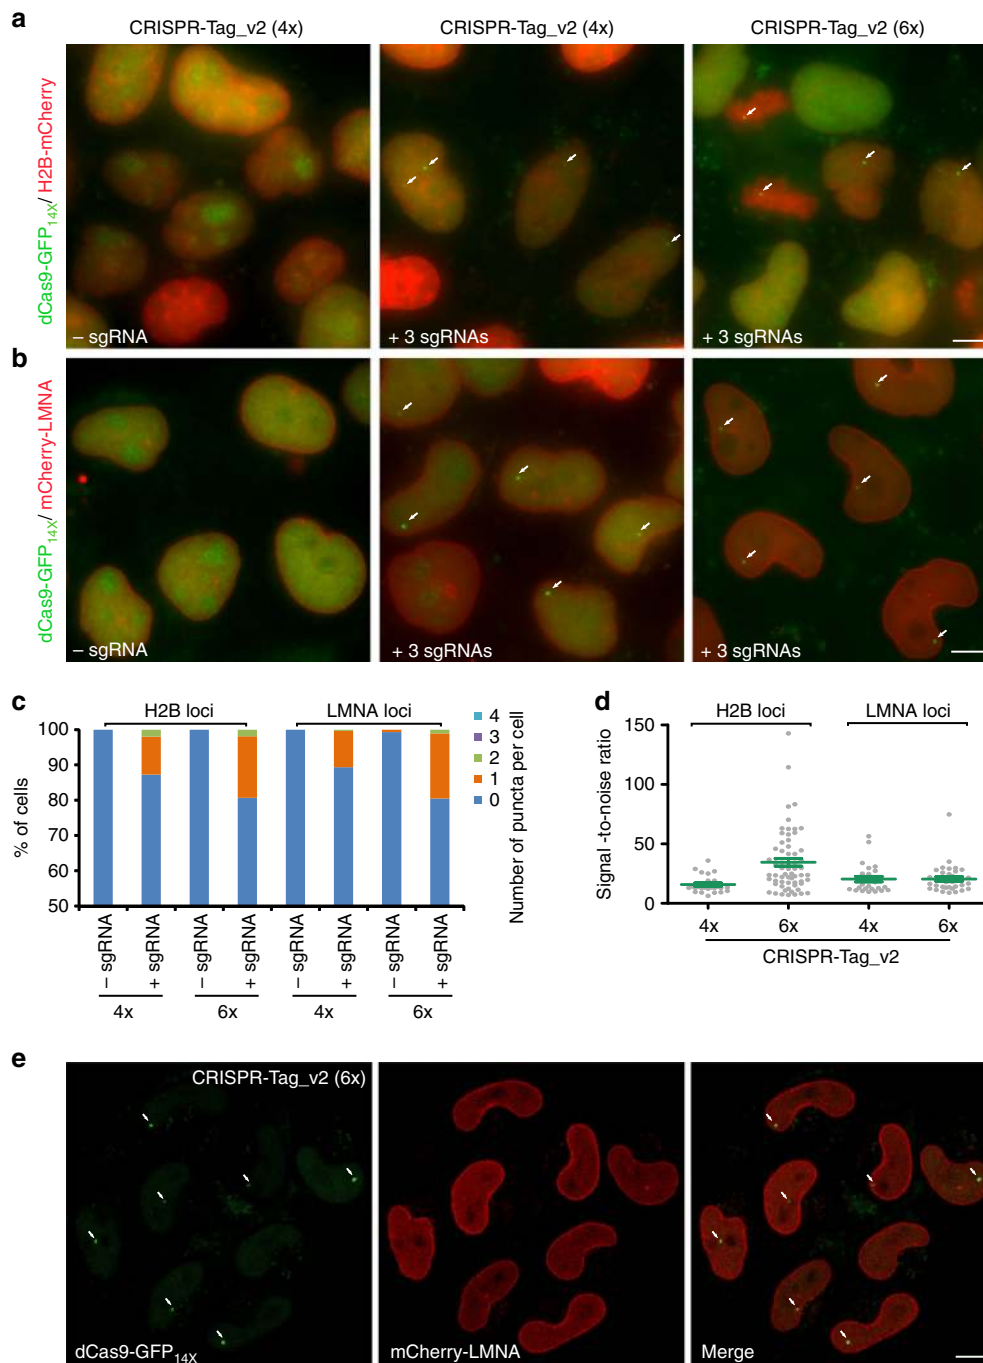 a
CRISPR-Tag_v2 (4x)
CRISPR-Tag_v2 (4x)
CRISPR-Tag_v2 (6x)
dCas9-GFP14X/ H2B-mCherry
– sgRNA
+ 3 sgRNAs
+ 3 sgRNAs
b
dCas9-GFP14X/ mCherry-LMNA
– sgRNA
+ 3 sgRNAs
+ 3 sgRNAs
c
H2B loci
LMNA loci
% of cells
100
90
80
70
60
50
4
3
2
1
0
Number of puncta per cell
– sgRNA
+ sgRNA
– sgRNA
+ sgRNA
– sgRNA
+ sgRNA
– sgRNA
+ sgRNA
4x
6x
4x
6x
d
H2B loci
LMNA loci
Signal -to-noise ratio
150
100
50
0
4x
6x
4x
6x
CRISPR-Tag_v2
e
CRISPR-Tag_v2 (6x)
dCas9-GFP14X
mCherry-LMNA
Merge